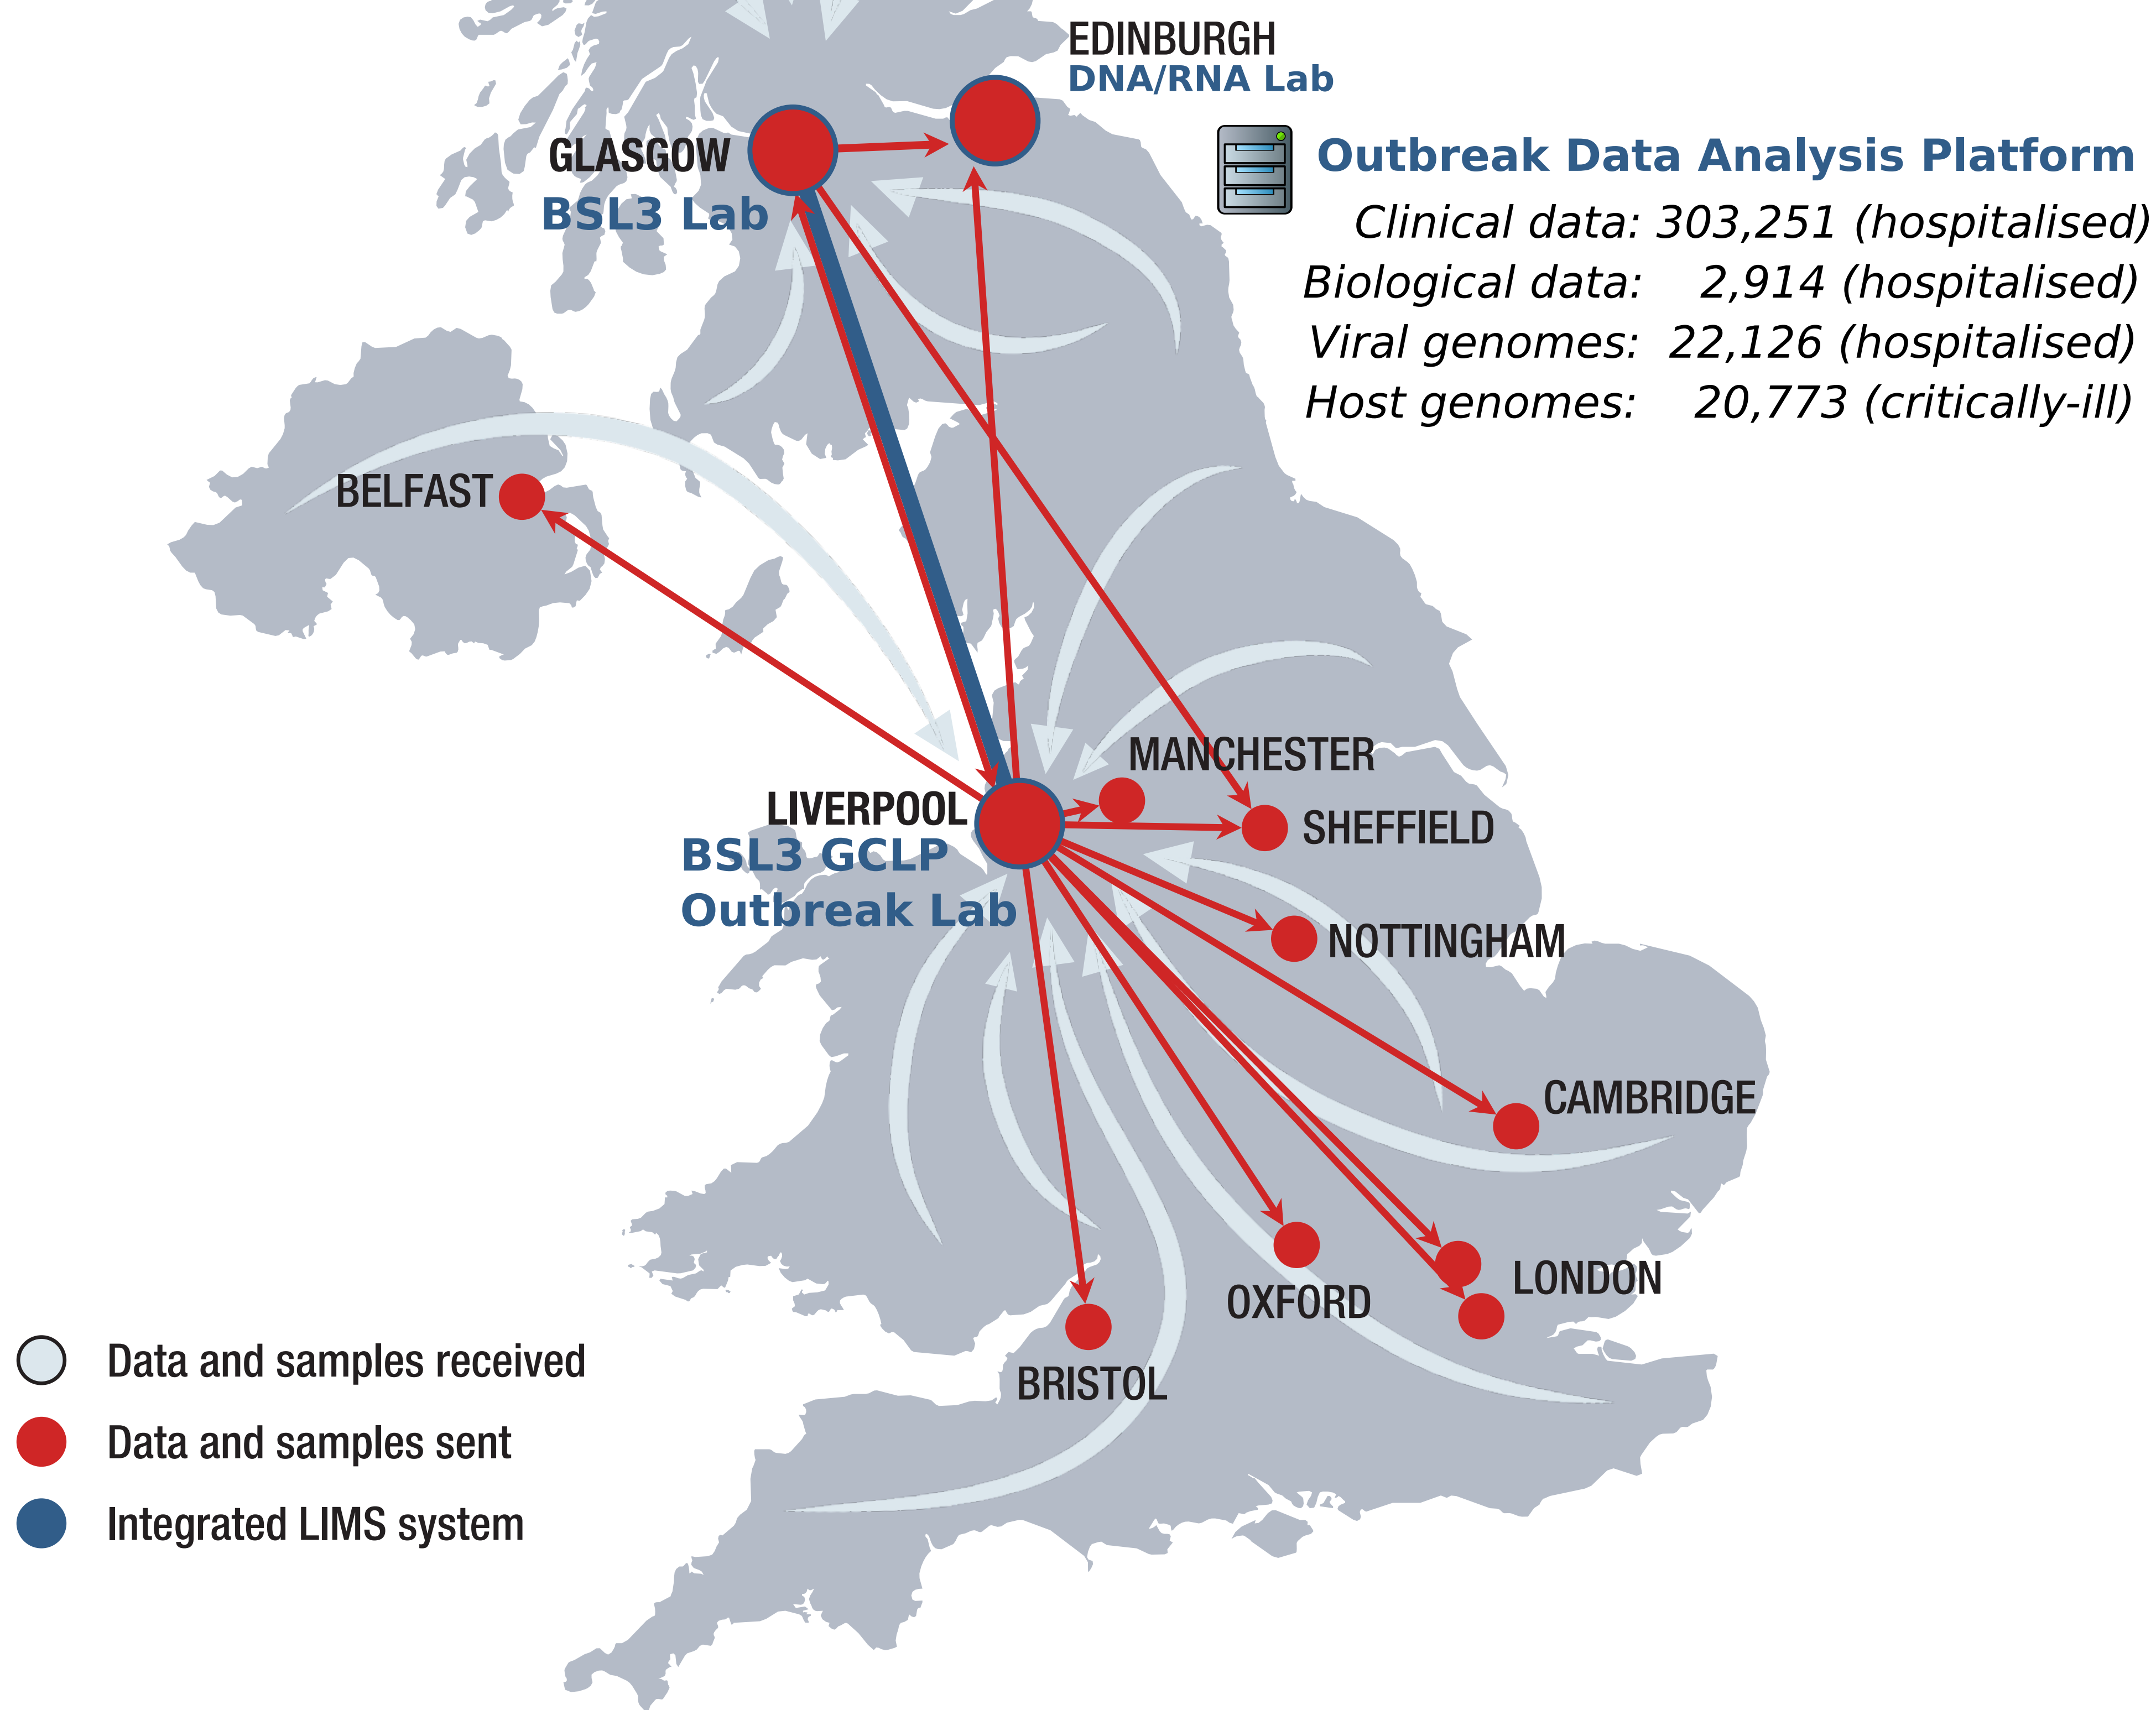 EDINBURGH
DNA/RNA Lab
GLASGOW
BSL3 Lab
Outbreak Data Analysis Platform
Clinical data: 303,251 (hospitalised)
Biological data: 2,914 (hospitalised)
Viral genomes: 22,126 (hospitalised)
Host genomes: 20,773 (critically-ill)
BELFAST
MANCHESTER
LIVERPOOL
BSL3 GCLP
Outbreak Lab
SHEFFIELD
NOTTINGHAM
CAMBRIDGE
LONDON
OXFORD
BRISTOL
Data and samples received
Data and samples sent
Integrated LIMS system